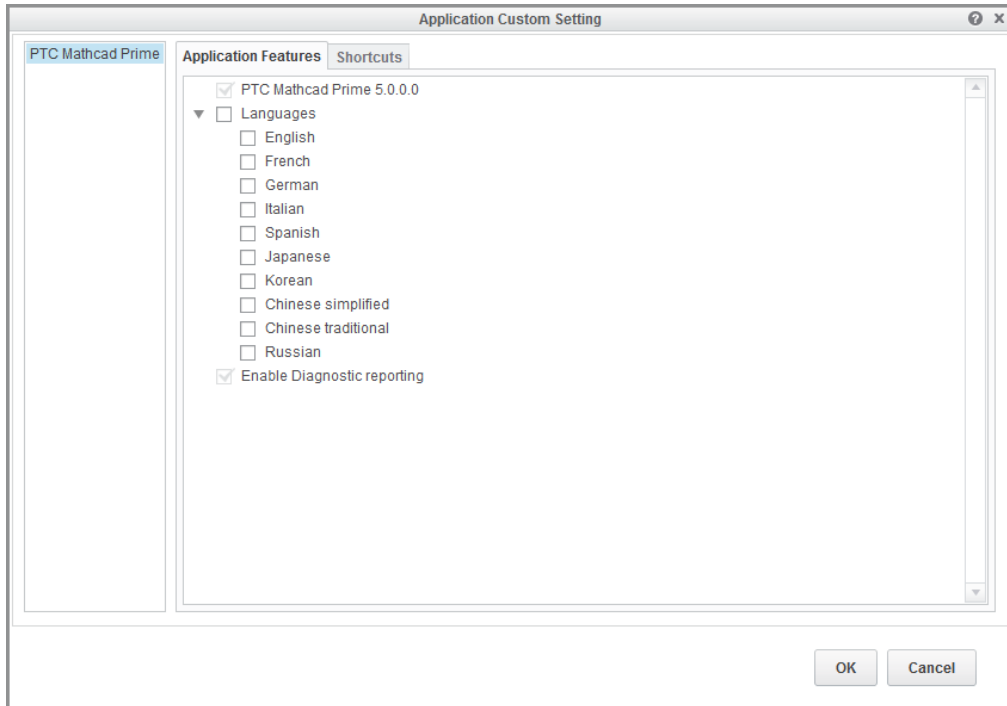 Application Custom Setting
PTC Mathcad Prime
Application Features
Shortcuts
PTC Mathcad Prime 5.0.0.0
Languages
English
French
German
Italian
Spanish
Japanese
Korean
Chinese simplified
Chinese traditional
Russian
Enable Diagnostic reporting
OK
Cancel